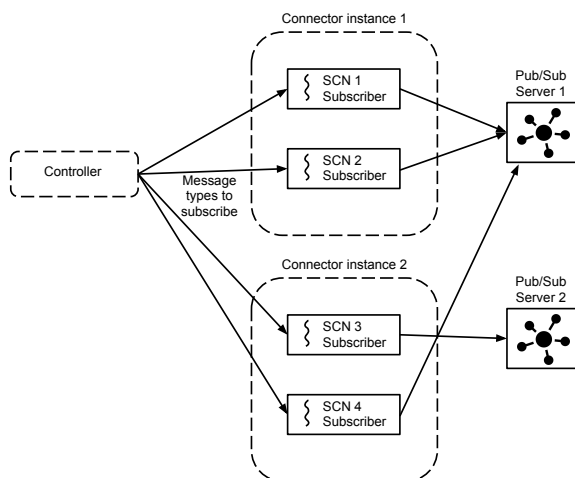 Connector instance 1
SCN 1
Subscriber
Pub/Sub
Server 1
SCN 2
Subscriber
Controller
Message
types to
subscribe
Connector instance 2
Pub/Sub
Server 2
SCN 3
Subscriber
SCN 4
Subscriber